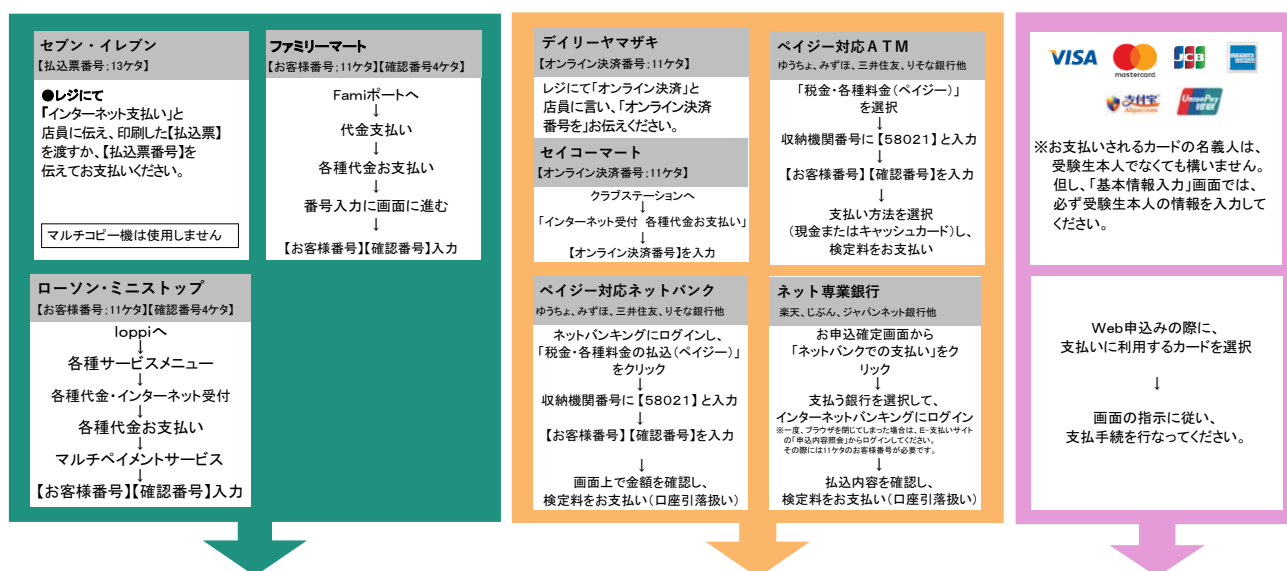 セブン・イレブン
【払込票番号:13ケタ】
●レジにて
『インターネット支払い』と
店員に伝え、印刷した【払込票】
を渡すか、【払込票番号】を
伝えてお支払いください。
マルチコピー機は使用しません
ファミリーマート
【お客様番号:11ケタ】【確認番号4ケタ】
Famiポートへ
↓
代金支払い
↓
各種代金お支払い
↓
番号入力に画面に進む
↓
【お客様番号】【確認番号】入力
ローソン・ミニストップ
【お客様番号:11ケタ】【確認番号4ケタ】
loppiへ
↓
各種サービスメニュー
↓
各種代金・インターネット受付
↓
各種代金お支払い
↓
マルチペイメントサービス
↓
【お客様番号】【確認番号】入力
デイリーヤマザキ
【オンライン決済番号:11ケタ】
レジにて「オンライン決済」と
店員に言い、「オンライン決済
番号を」お伝えください。
セイコーマート
【オンライン決済番号:11ケタ】
クラブステーションへ
↓
「インターネット受付 各種代金お支払い」
↓
【オンライン決済番号】を入力
ペイジー対応ATM
ゆうちょ、みずほ、三井住友、りそな銀行他
「税金・各種料金(ペイジー)」
を選択
↓
収納機関番号に【58021】と入力
↓
【お客様番号】【確認番号】を入力
↓
支払い方法を選択
(現金またはキャッシュカード)し、
検定料をお支払い
ペイジー対応ネットバンク
ゆうちょ、みずほ、三井住友、りそな銀行他
ネットバンキングにログインし、
「税金・各種料金の払込(ペイジー)」
をクリック
↓
収納機関番号に【58021】と入力
↓
【お客様番号】【確認番号】を入力
↓
画面上で金額を確認し、
検定料をお支払い(口座引落扱い)
ネット専業銀行
楽天、じぶん、ジャパンネット銀行他
お申込確定画面から
「ネットバンクでの支払い」をク
リック
↓
支払う銀行を選択して、
インターネットバンキングにログイン
※一度、ブラウザを閉じてしまった場合は、E-支払いサイト
の「申込内容照会」からログインしてください。
その際には11ケタのお客様番号が必要です。
↓
払込内容を確認し、
検定料をお支払い(口座引落扱い)
VISA
mastercard.
JCB
支付宝
Alipay.com
UnionPay
银联
※お支払いされるカードの名義人は、
受験生本人でなくても構いません。
但し、「基本情報入力」画面では、
必ず受験生本人の情報を入力して
ください。
Web申込みの際に、
支払いに利用するカードを選択
↓
画面の指示に従い、
支払手続を行なってください。